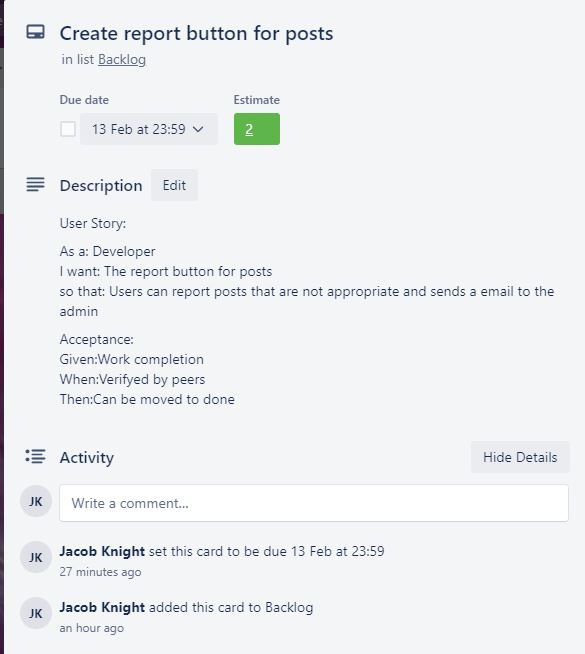 Create report button for posts
in list Backlog
Due date
Estimate
13 Feb at 23:59
2
Description
Edit
User Story:
As a: Developer
I want: The report button for posts
so that: Users can report posts that are not appropriate and sends a email to the
admin
Acceptance:
Given:Work completion
When:Verifyed by peers
Then:Can be moved to done
Activity
Hide Details
JK
Write a comment...
JK
Jacob Knight set this card to be due 13 Feb at 23:59
27 minutes ago
JK
Jacob Knight added this card to Backlog
an hour ago